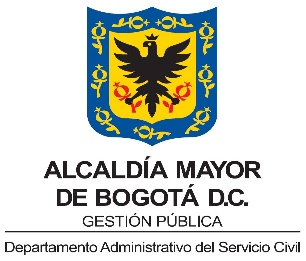 ALCALDÍA MAYOR
DE BOGOTÁ D.C.
GESTIÓN PÚBLICA
Departamento Administrativo del Servicio Civil